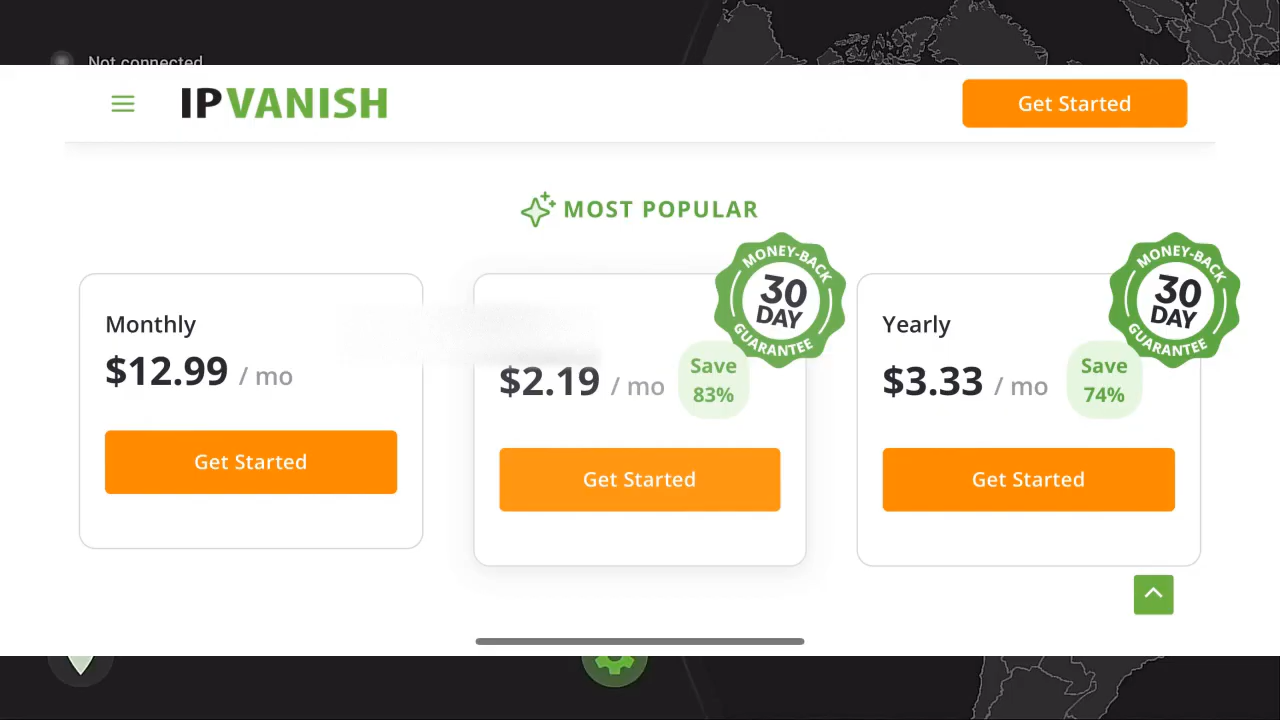 Not connected
IPVANISH
Get Started
MOST POPULAR
Monthly
$12.99 / mo
Get Started
MONEY-BACK
30
DAY
GUARANTEE
$2.19 / mo
Save
83%
Get Started
Yearly
MONEY-BACK
30
DAY
GUARANTEE
$3.33 / mo
Save
74%
Get Started